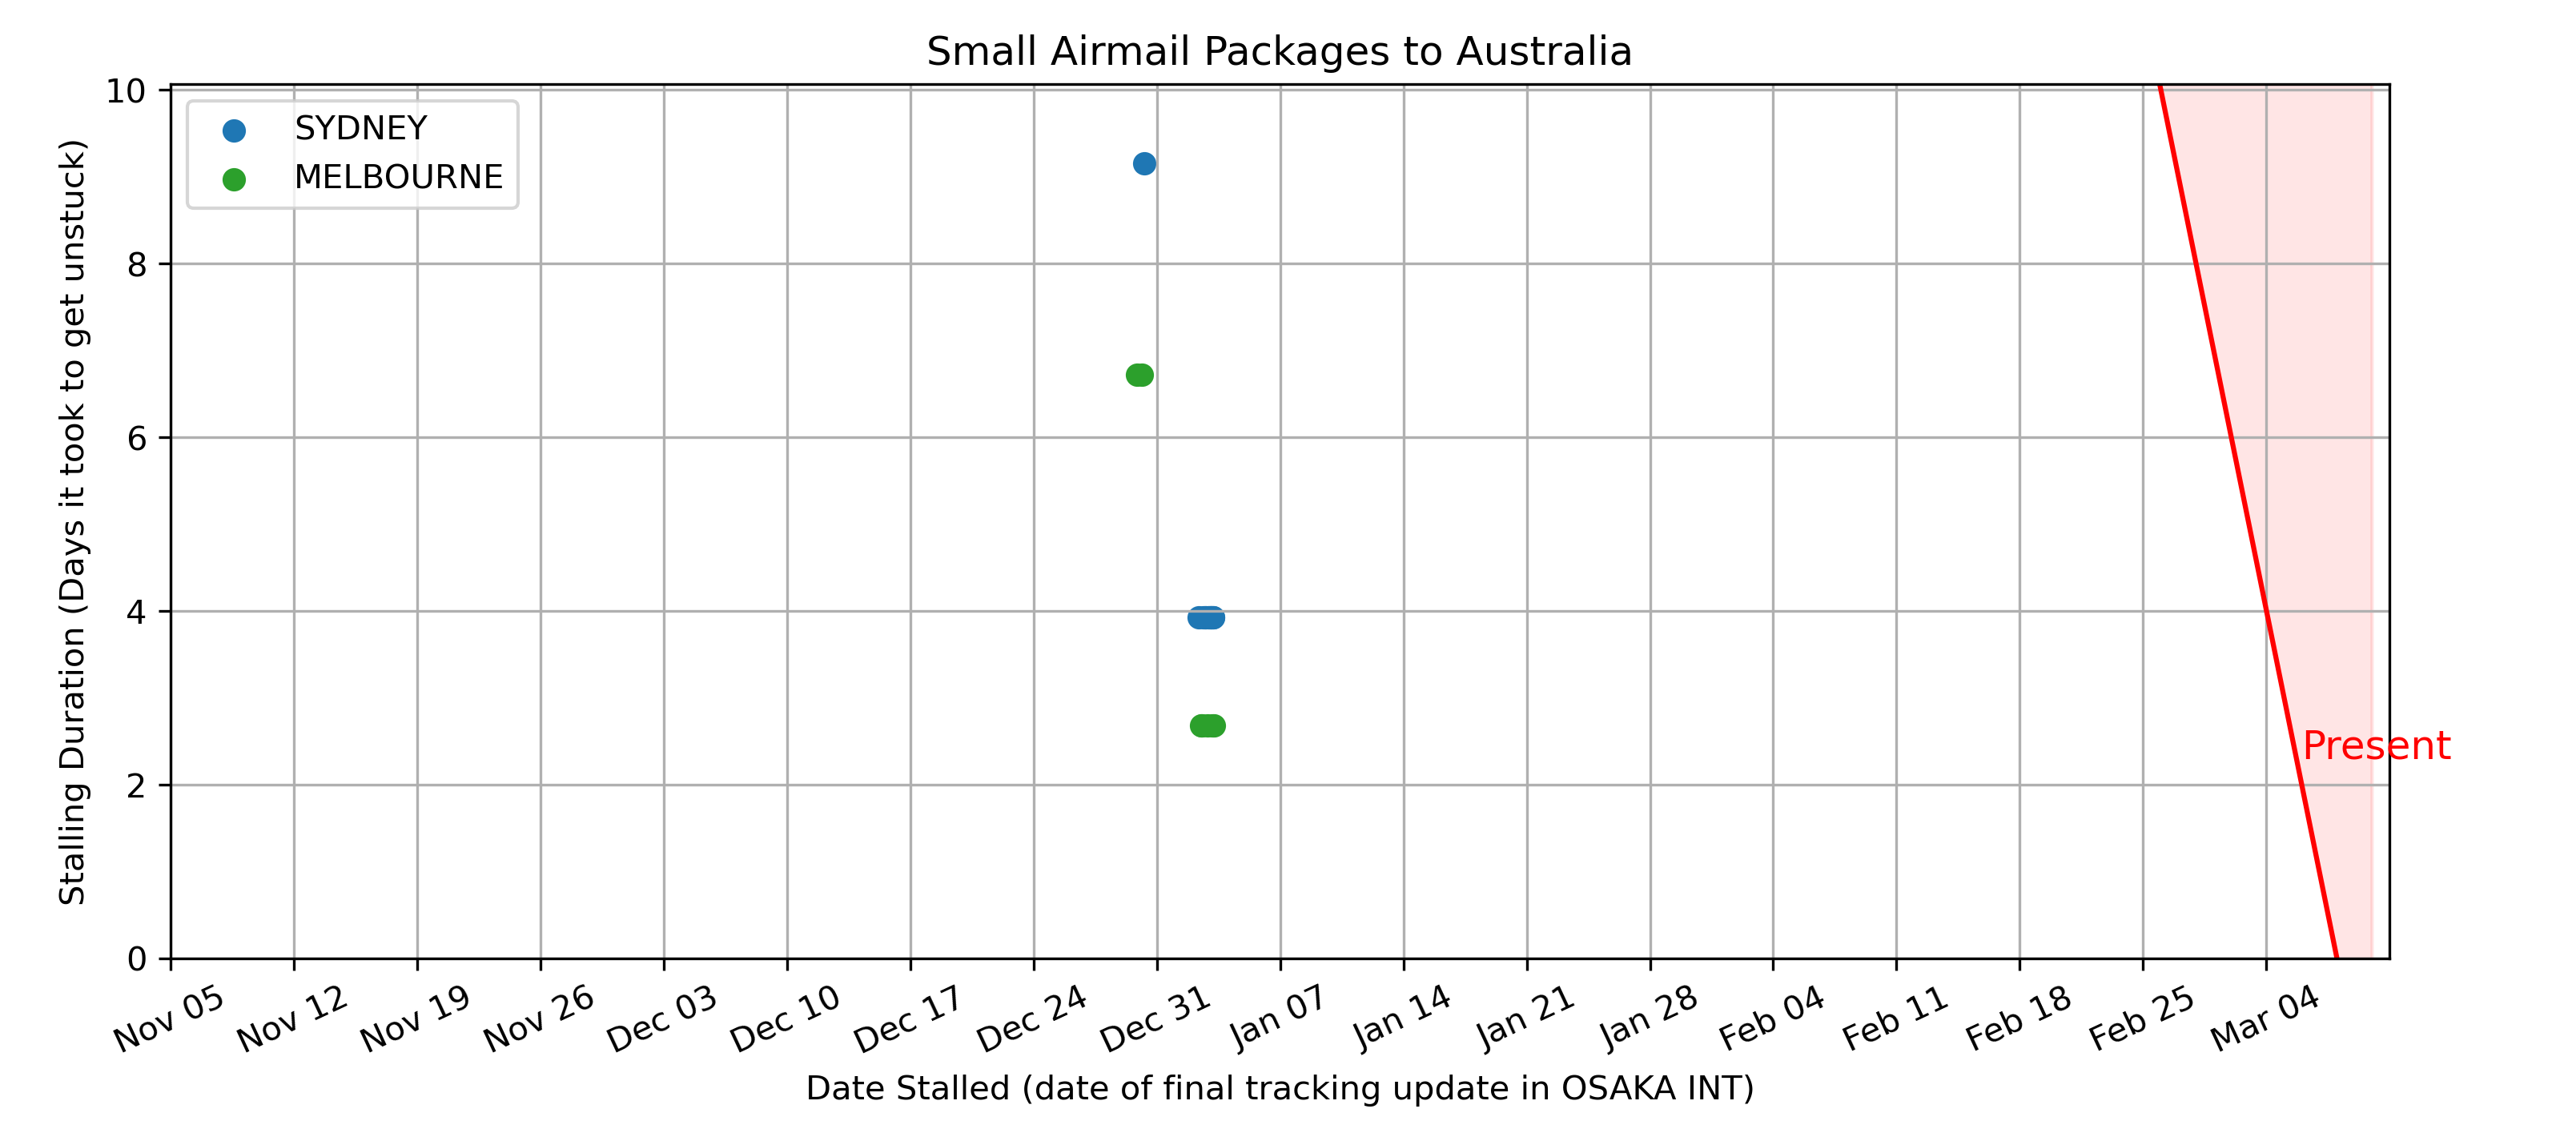 Small Airmail Packages to Australia
10
8
6
4
2
0
Stalling Duration (Days it took to get unstuck)
SYDNEY
MELBOURNE
Present
Nov 05
Nov 12
Nov 19
Nov 26
Dec 03
Dec 10
Dec 17
Dec 24
Dec 31
Jan 07
Jan 14
Jan 21
Jan 28
Feb 04
Feb 11
Feb 18
Feb 25
Mar 04
Date Stalled (date of final tracking update in OSAKA INT)